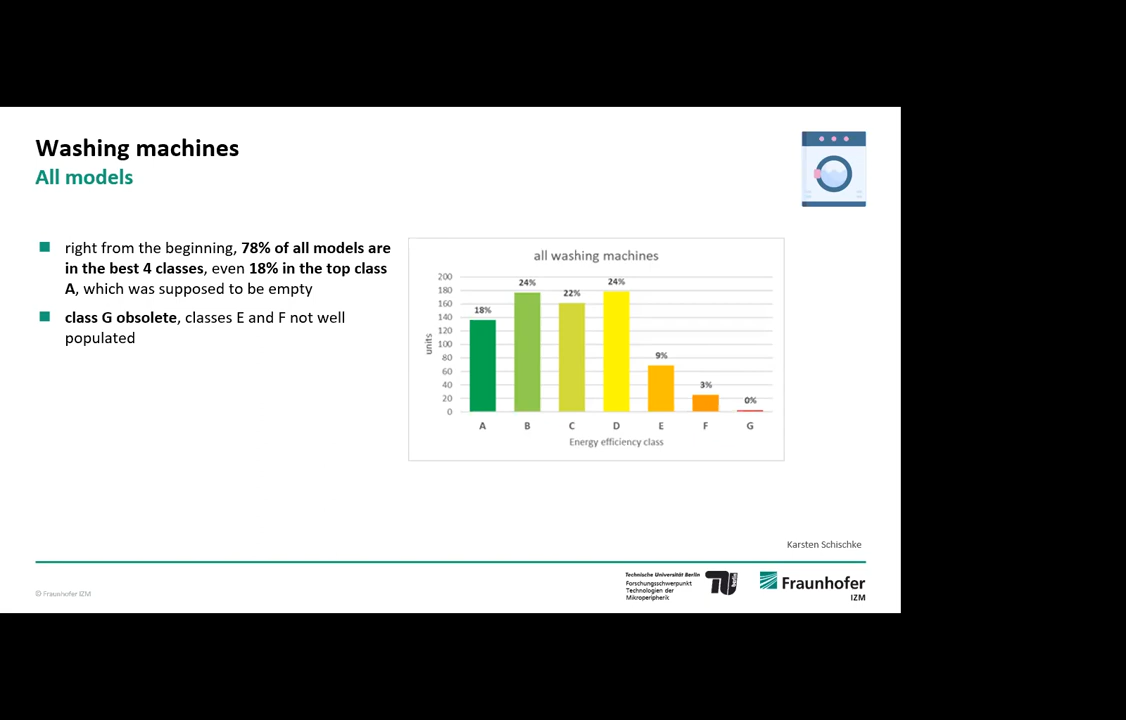 Washing machines
All models
right from the beginning, 78% of all models are
in the best 4 classes, even 18% in the top class
A, which was supposed to be empty
class G obsolete, classes E and F not well
populated
all washing machines
units
200
180
160
140
120
100
80
60
40
20
0
18%
24%
22%
24%
9%
3%
0%
A B C D E F G
Energy efficiency class
Karsten Schischke
© Fraunhofer IZM
Technische Universität Berlin
Forschungsschwerpunkt
Technologien der
Mikroperipherik
berlin
Fraunhofer
IZM